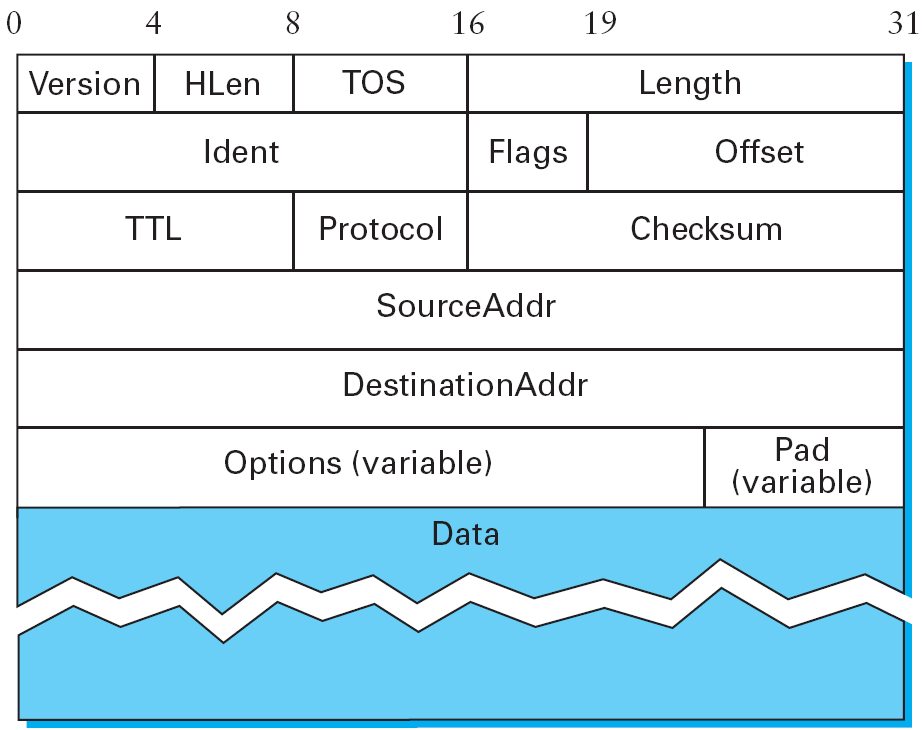 0 4 8 16 19 31
Version HLen TOS Length
Ident Flags Offset
TTL Protocol Checksum
SourceAddr
DestinationAddr
Options (variable) Pad
(variable)
Data